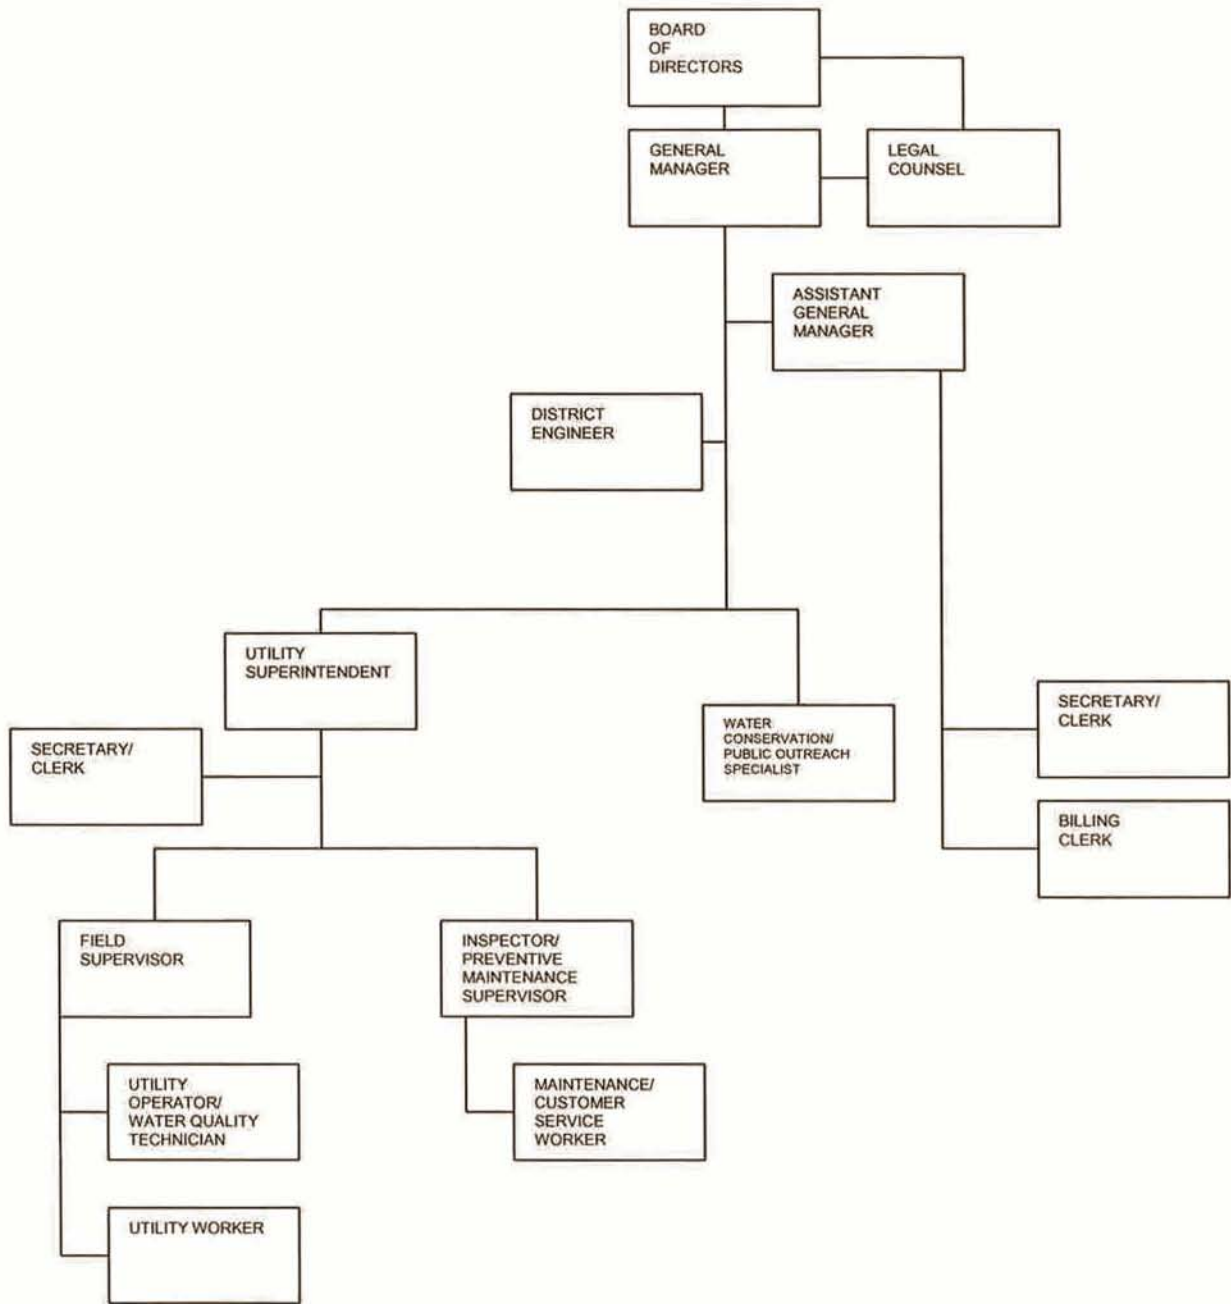 BOARD
OF
DIRECTORS
GENERAL
MANAGER
LEGAL
COUNSEL
ASSISTANT
GENERAL
MANAGER
DISTRICT
ENGINEER
UTILITY
SUPERINTENDENT
WATER
CONSERVATION/
PUBLIC OUTREACH
SPECIALIST
SECRETARY/
CLERK
SECRETARY/
CLERK
BILLING
CLERK
FIELD
SUPERVISOR
INSPECTOR/
PREVENTIVE
MAINTENANCE
SUPERVISOR
UTILITY
OPERATOR/
WATER QUALITY
TECHNICIAN
MAINTENANCE/
CUSTOMER
SERVICE
WORKER
UTILITY WORKER